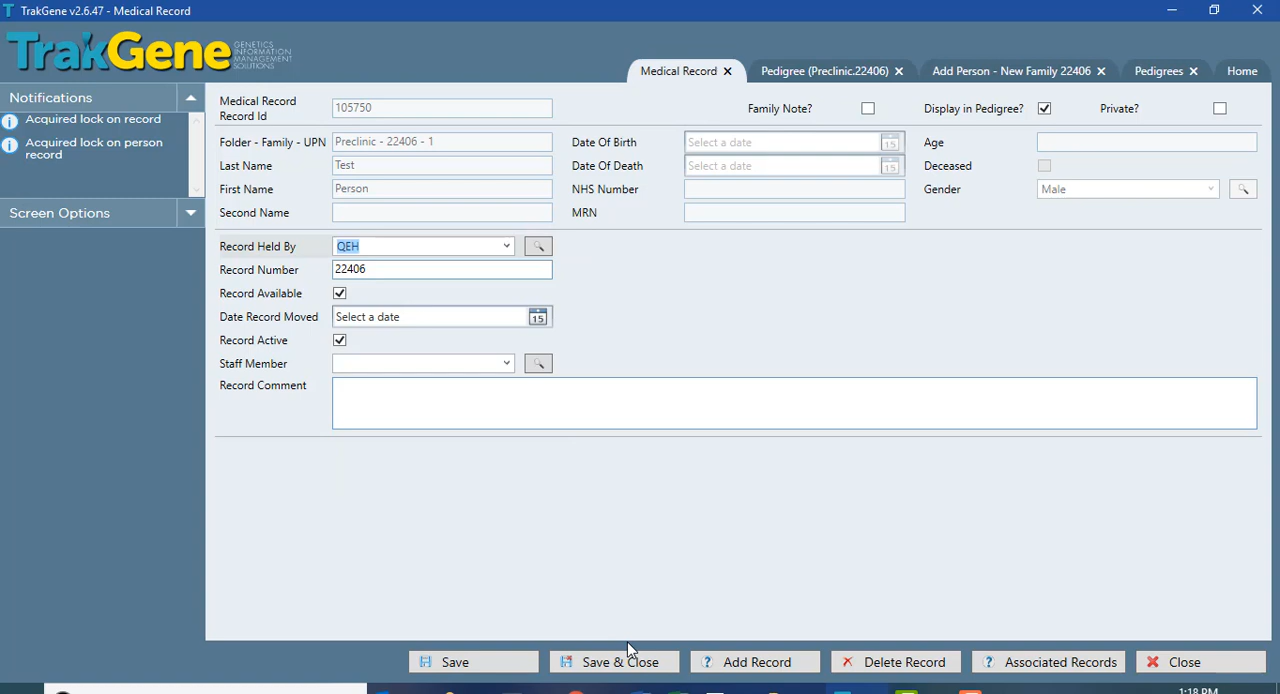 TrakGene v2.6.47 - Medical Record
TrakGene GENETICS INFORMATION MANAGEMENT SOLUTIONS
Medical Record
Pedigree (Preclinic.22406)
Add Person - New Family 22406
Pedigrees
Home
Notifications
Acquired lock on record
Acquired lock on person record
Screen Options
Medical Record Record Id
105750
Family Note?
Display in Pedigree?
Private?
Folder - Family - UPN
Preclinic - 22406 - 1
Date Of Birth
Select a date
15
Age
Last Name
Test
Date Of Death
Select a date
15
Deceased
First Name
Person
NHS Number
Gender
Male
Second Name
MRN
Record Held By
QEH
Record Number
22406
Record Available
Date Record Moved
Select a date
15
Record Active
Staff Member
Record Comment
Save
Save & Close
Add Record
Delete Record
Associated Records
Close
1:18 PM